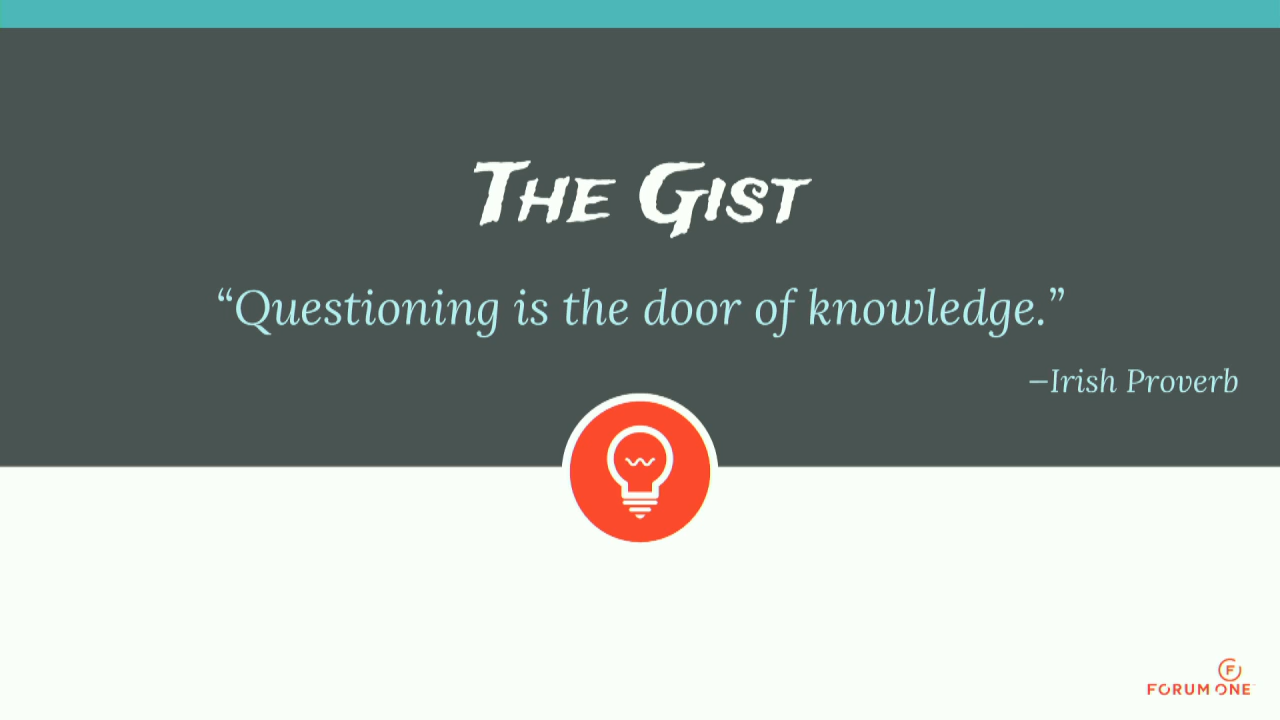 THE GIST
“Questioning is the door of knowledge.”
—Irish Proverb
F
FORUM ONE